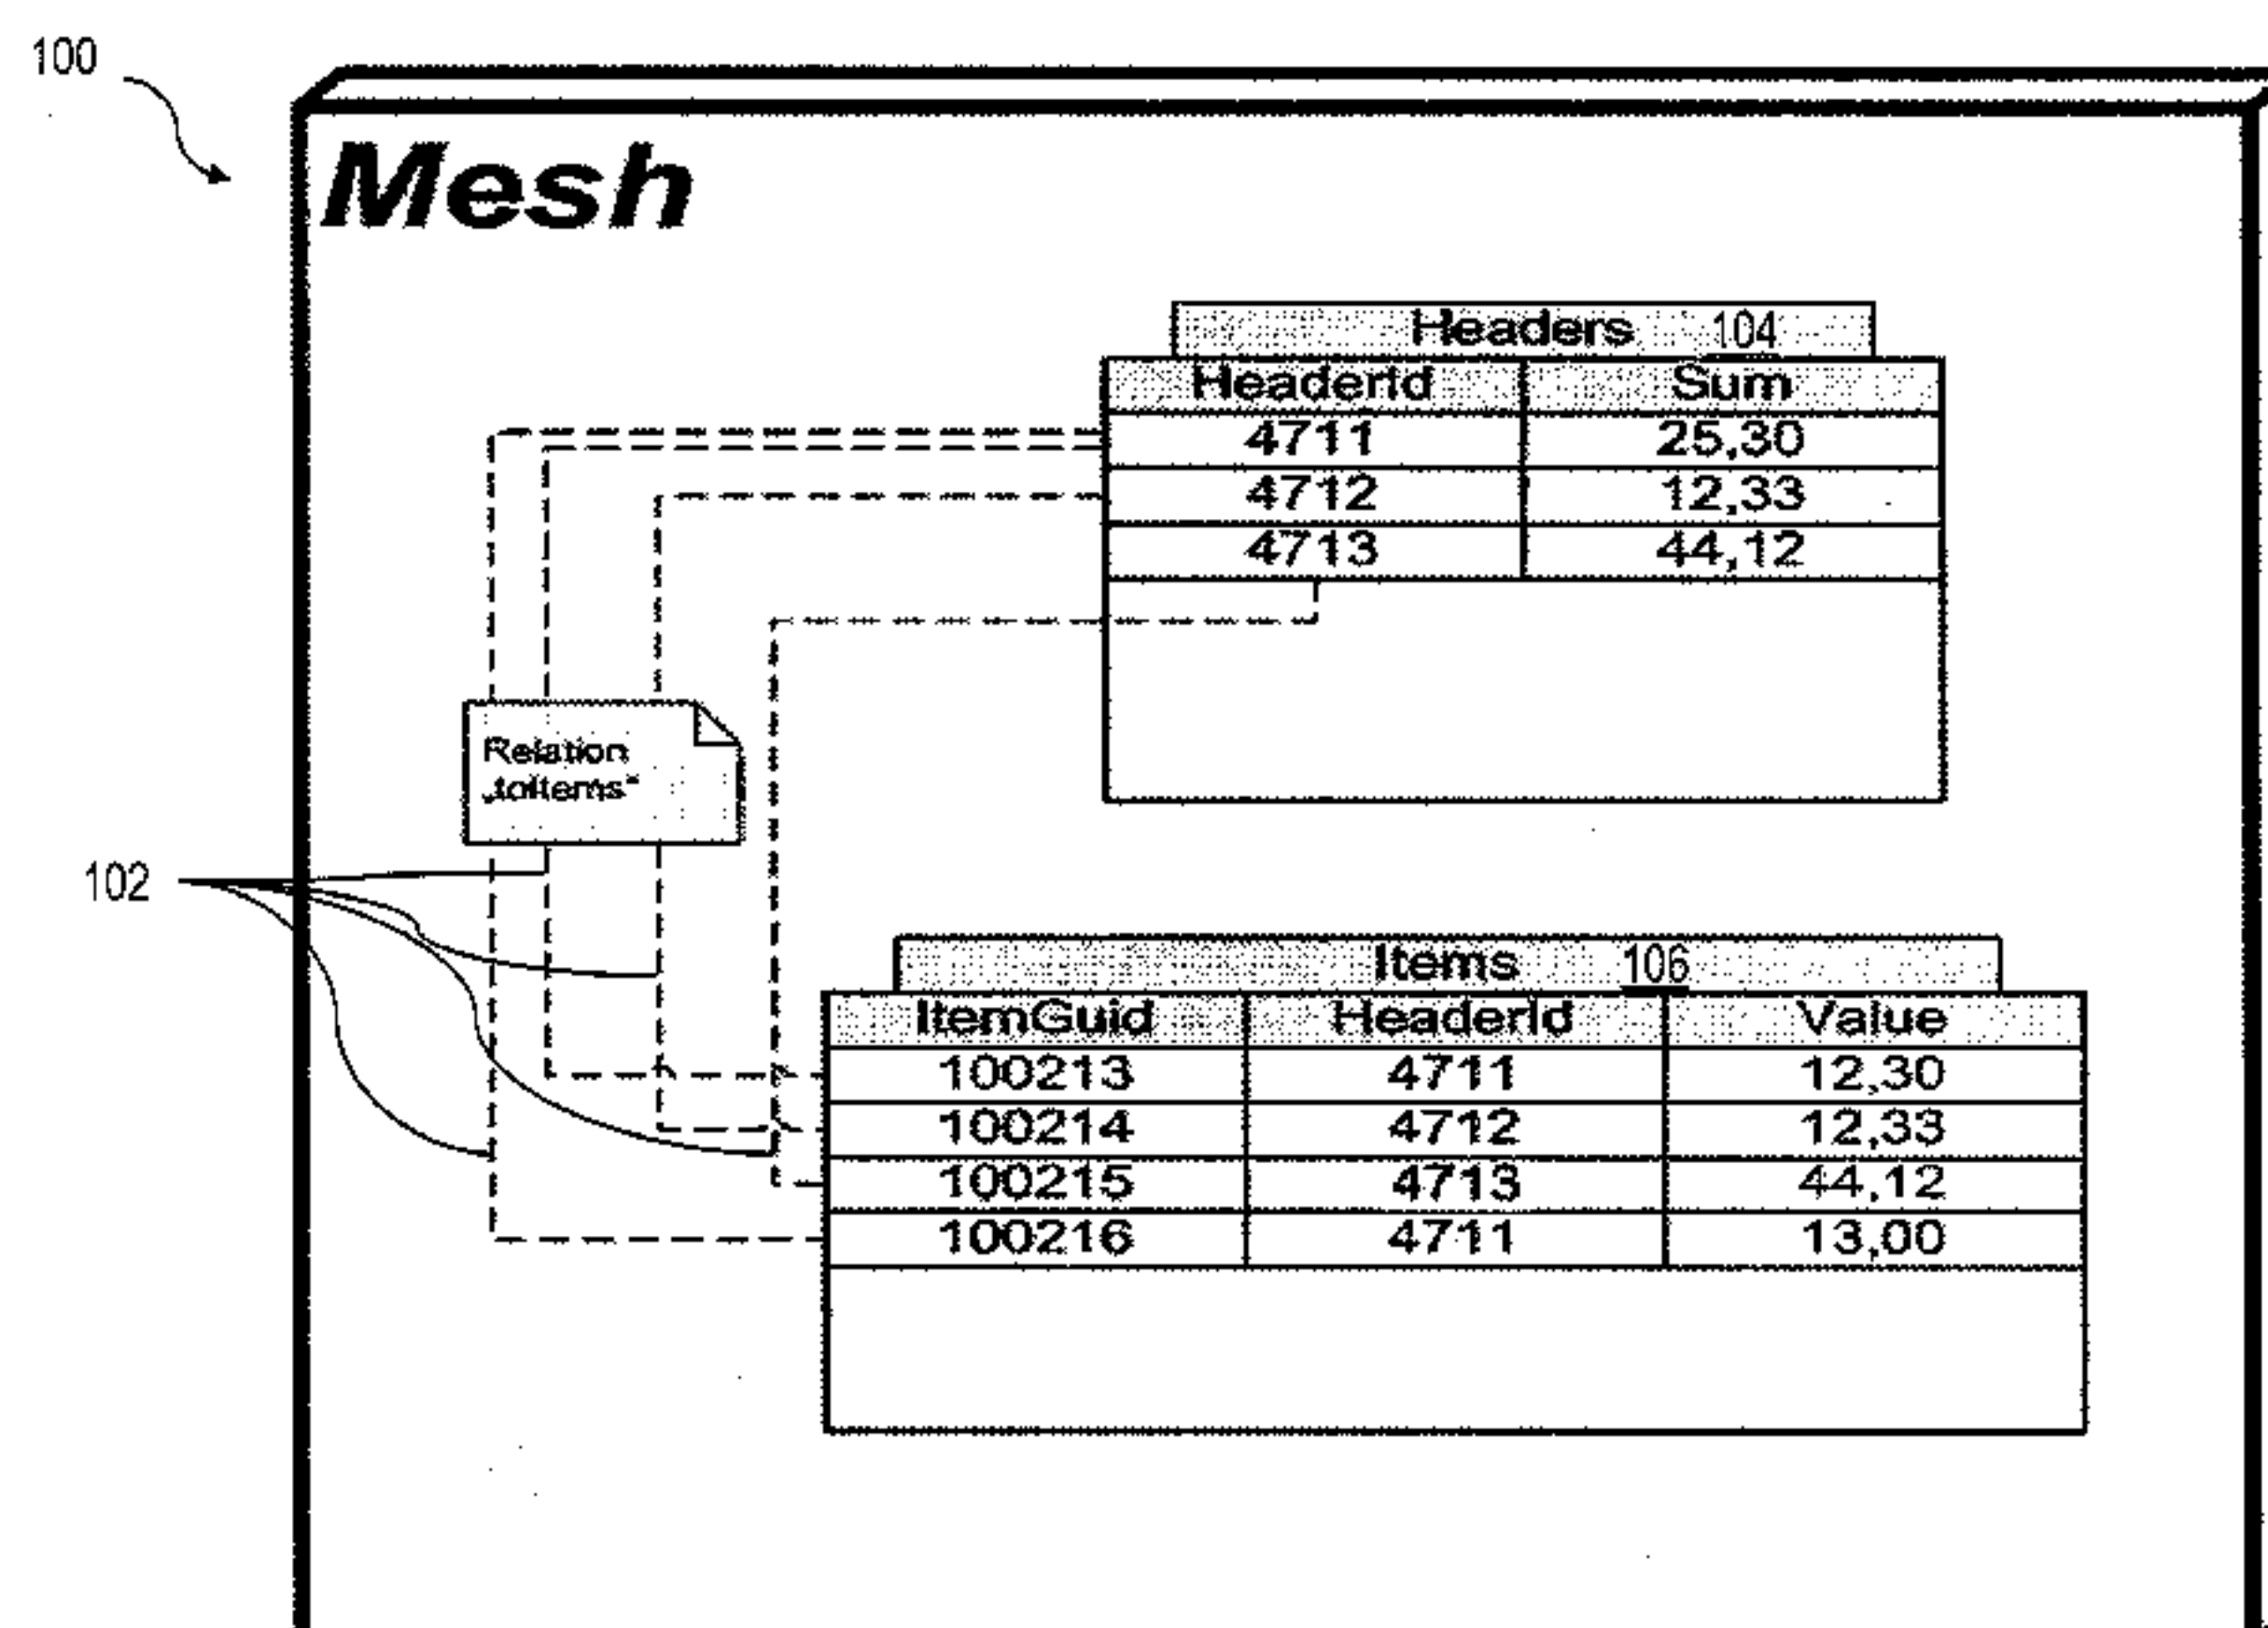 100
Mesh
Headers 104
HeaderId Sum
4711 25,30
4712 12,33
4713 44,12
Relation
„toItems“
102
Items 106
ItemGuid HeaderId Value
100213 4711 12,30
100214 4712 12,33
100215 4713 44,12
100216 4711 13,00